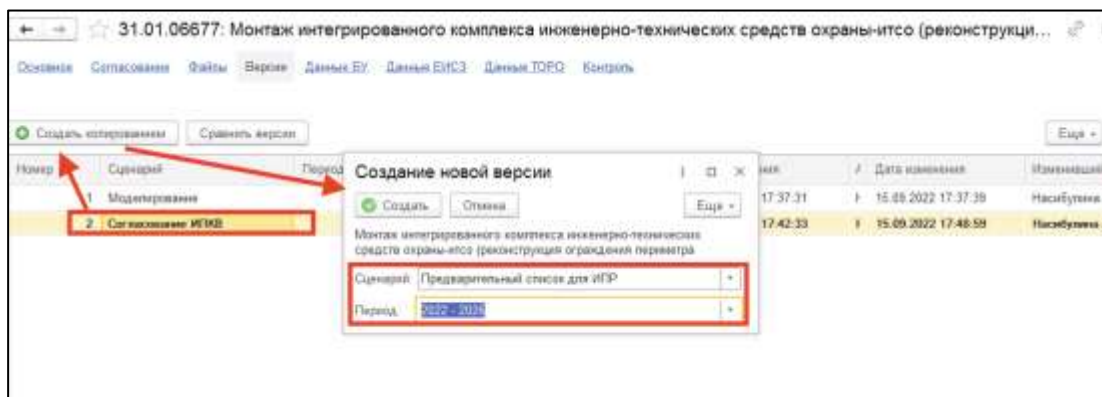 31.01.06677: Монтаж интегрированного комплекса инженерно-технических средств охраны-итсо (реконструкци...
Основное Согласование Файлы Версии Данные БУ Данные ЕИСЗ Данные ТОРО Контроль
Создать копированием Сравнить версии Еще
Номер Сценарий Период Дата изменения
1 Моделирование 17:37:31 15.09.2022 17:37:39 Насибулина
2 Согласование ИПКВ 17:42:33 15.09.2022 17:48:59 Насибулина
Создание новой версии
Создать Отмена Еще
Монтаж интегрированного комплекса инженерно-технических
средств охраны-итсо (реконструкция ограждения периметра
Сценарий: Предварительный список для ИПР
Период: 2022 - 2026